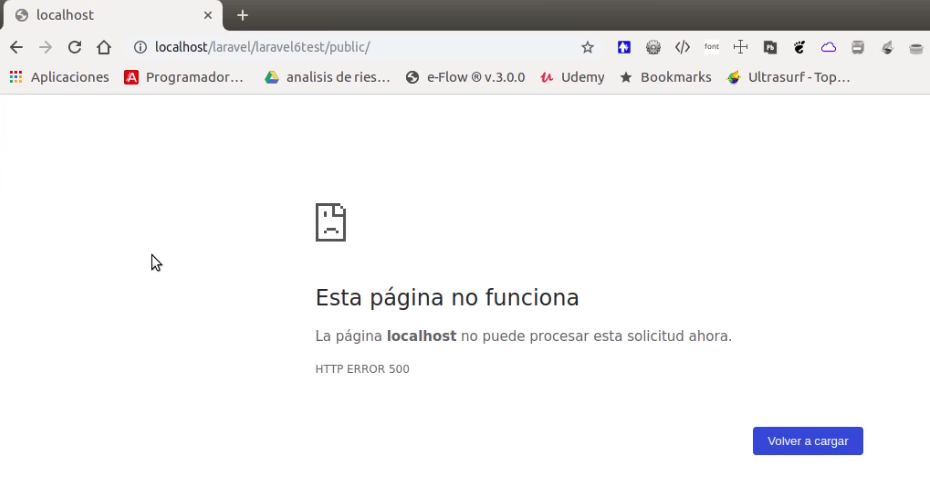 localhost
localhost/laravel/laravel6test/public/
font
Aplicaciones Programador... analisis de ries... e-Flow ® v.3.0.0 Udemy Bookmarks Ultrasurf - Top...
Esta página no funciona
La página localhost no puede procesar esta solicitud ahora.
HTTP ERROR 500
Volver a cargar